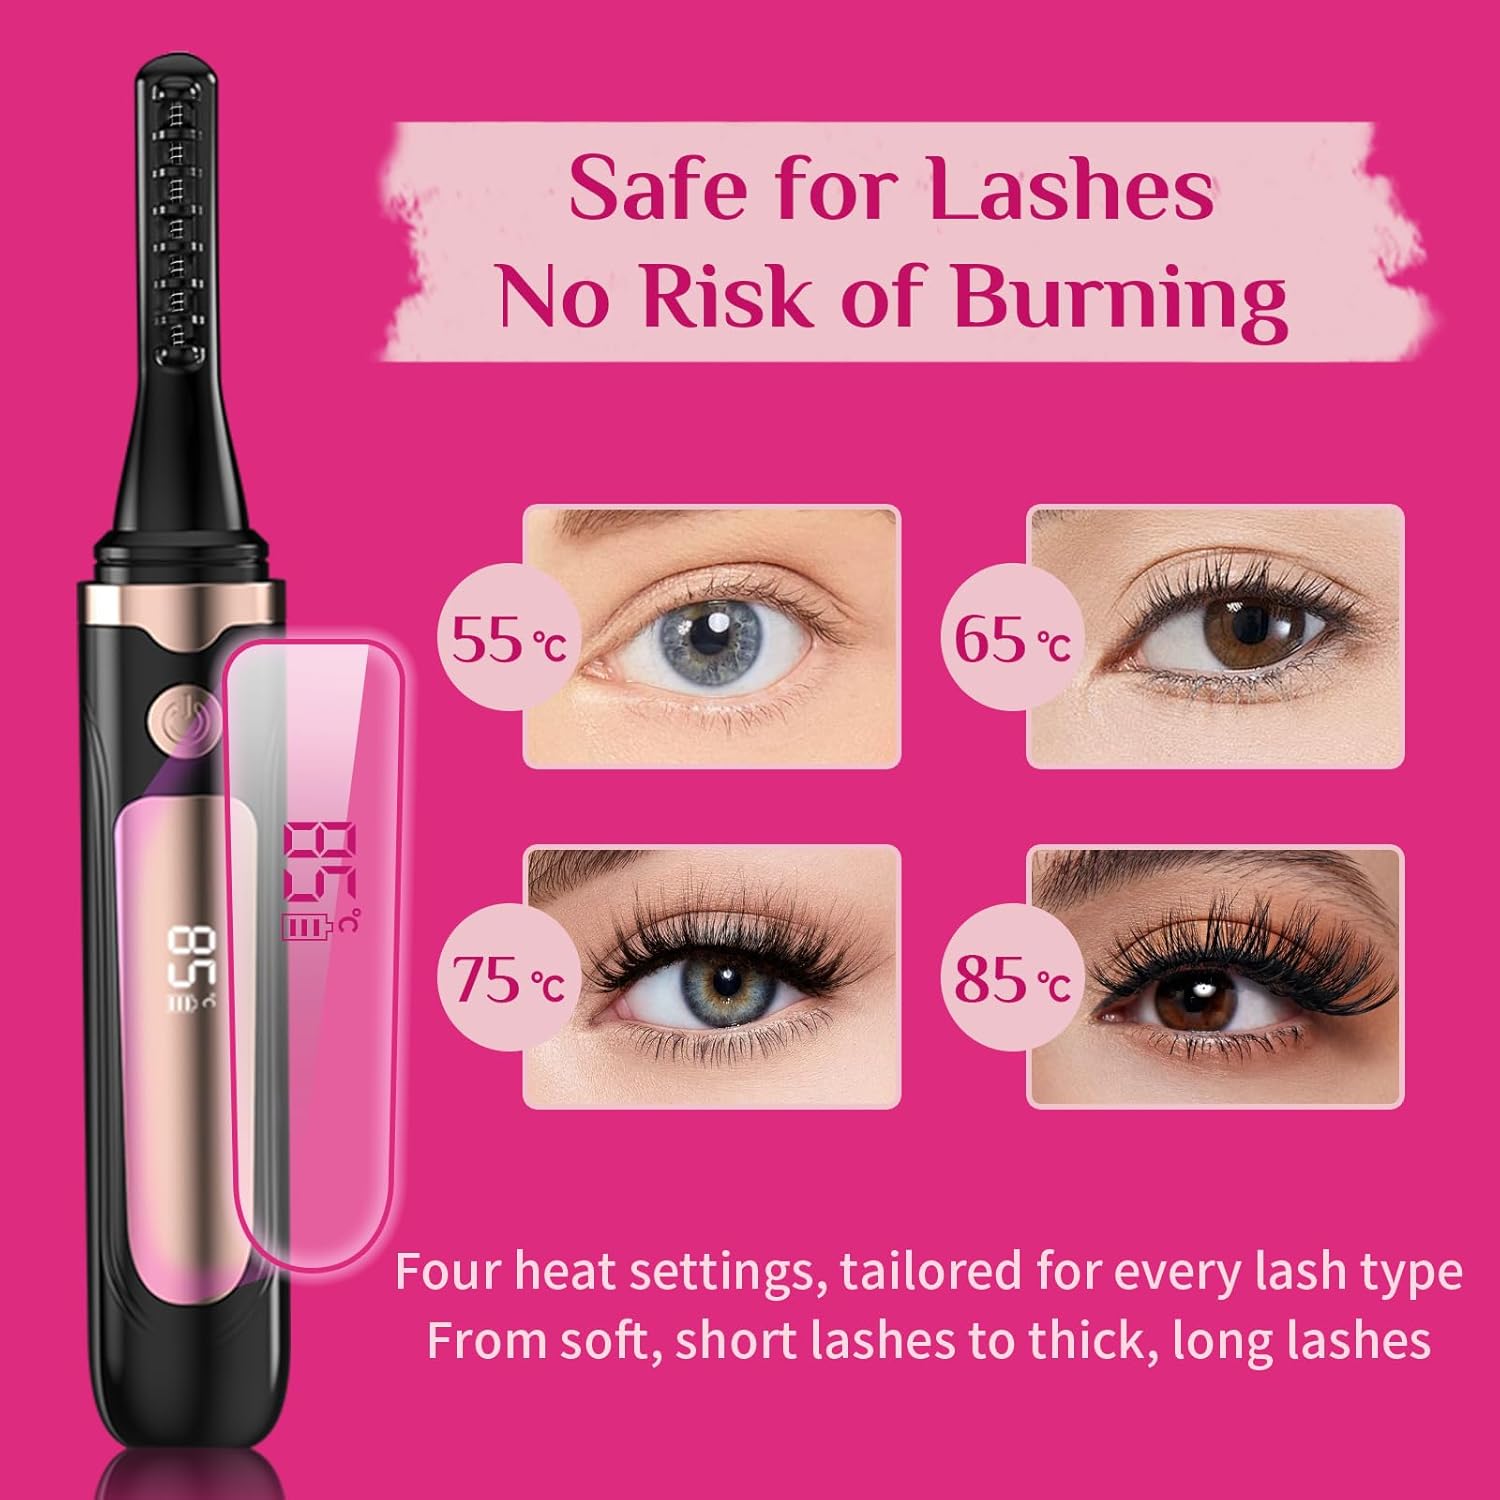 Safe for Lashes
No Risk of Burning
55 °C
65 °C
75 °C
85 °C
85
°C
85
°C
Four heat settings, tailored for every lash type
From soft, short lashes to thick, long lashes